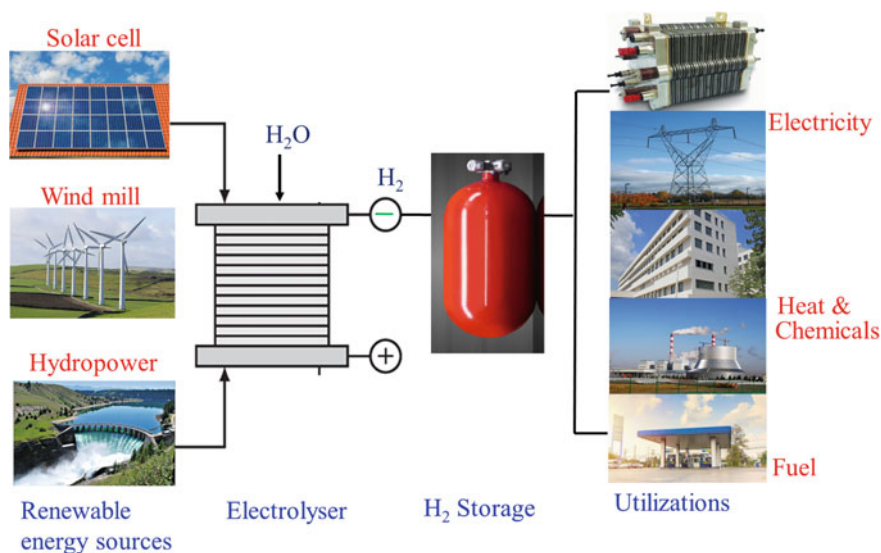 Solar cell
Wind mill
Hydropower
Renewable
energy sources
H₂O
Electrolyser
H₂
−
+
H₂ Storage
Electricity
Heat &
Chemicals
Fuel
Utilizations